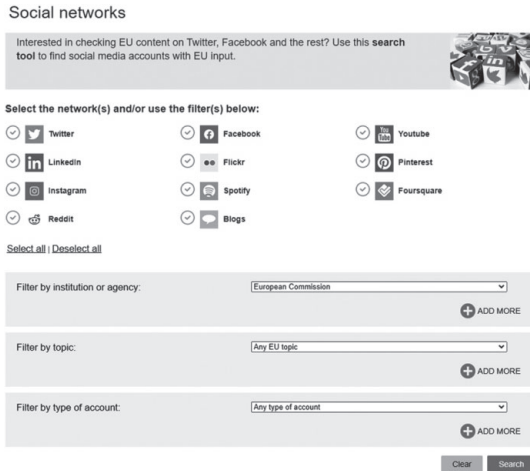 Social networks
Interested in checking EU content on Twitter, Facebook and the rest? Use this search
tool to find social media accounts with EU input.
Select the network(s) and/or use the filter(s) below:
Twitter
Facebook
You
Tube
Youtube
in
LinkedIn
Flickr
Pinterest
Instagram
Spotify
Foursquare
Reddit
Blogs
Select all | Deselect all
Filter by institution or agency:
European Commission
ADD MORE
Filter by topic:
Any EU topic
ADD MORE
Filter by type of account:
Any type of account
ADD MORE
Clear
Search